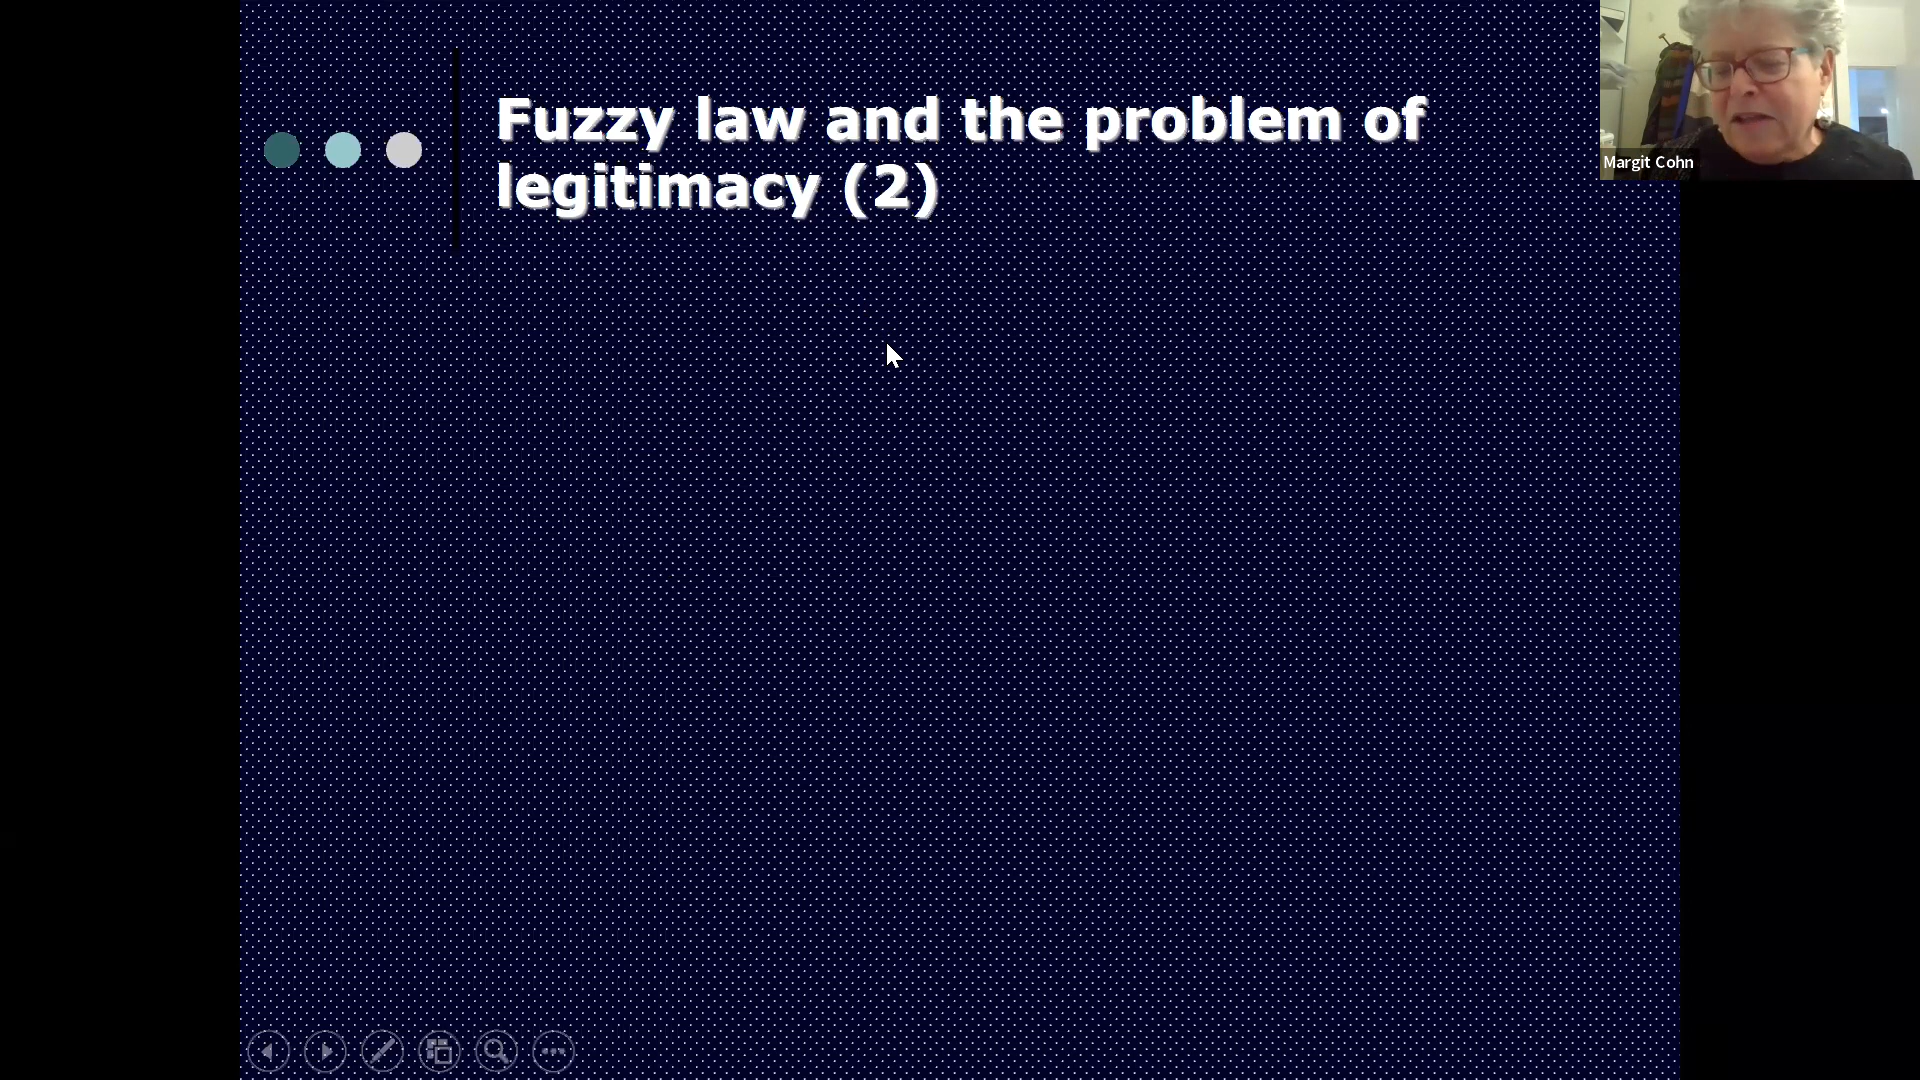 Fuzzy law and the problem of
legitimacy (2)
Margit Cohn